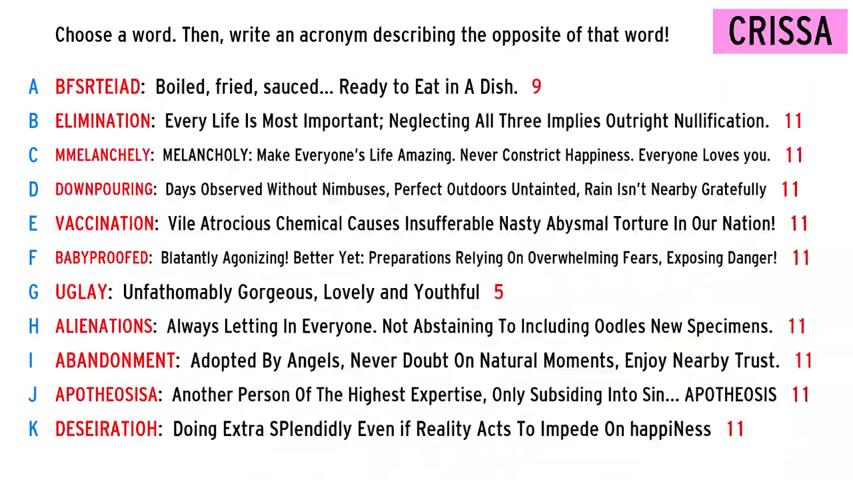 Choose a word. Then, write an acronym describing the opposite of that word!
CRISSA
A BFSRTEIAD: Boiled, fried, sauced... Ready to Eat in A Dish. 9
B ELIMINATION: Every Life Is Most Important; Neglecting All Three Implies Outright Nullification. 11
C MMELANCHELY: MELANCHOLY: Make Everyone's Life Amazing. Never Constrict Happiness. Everyone Loves you. 11
D DOWNPOURING: Days Observed Without Nimbuses, Perfect Outdoors Untainted, Rain Isn't Nearby Gratefully 11
E VACCINATION: Vile Atrocious Chemical Causes Insufferable Nasty Abysmal Torture In Our Nation! 11
F BABYPROOFED: Blatantly Agonizing! Better Yet: Preparations Relying On Overwhelming Fears, Exposing Danger! 11
G UGLAY: Unfathomably Gorgeous, Lovely and Youthful 5
H ALIENATIONS: Always Letting In Everyone. Not Abstaining To Including Oodles New Specimens. 11
I ABANDONMENT: Adopted By Angels, Never Doubt On Natural Moments, Enjoy Nearby Trust. 11
J APOTHEOSISA: Another Person Of The Highest Expertise, Only Subsiding Into Sin... APOTHEOSIS 11
K DESEIRATIOH: Doing Extra SPlendidly Even if Reality Acts To Impede On happiNess 11